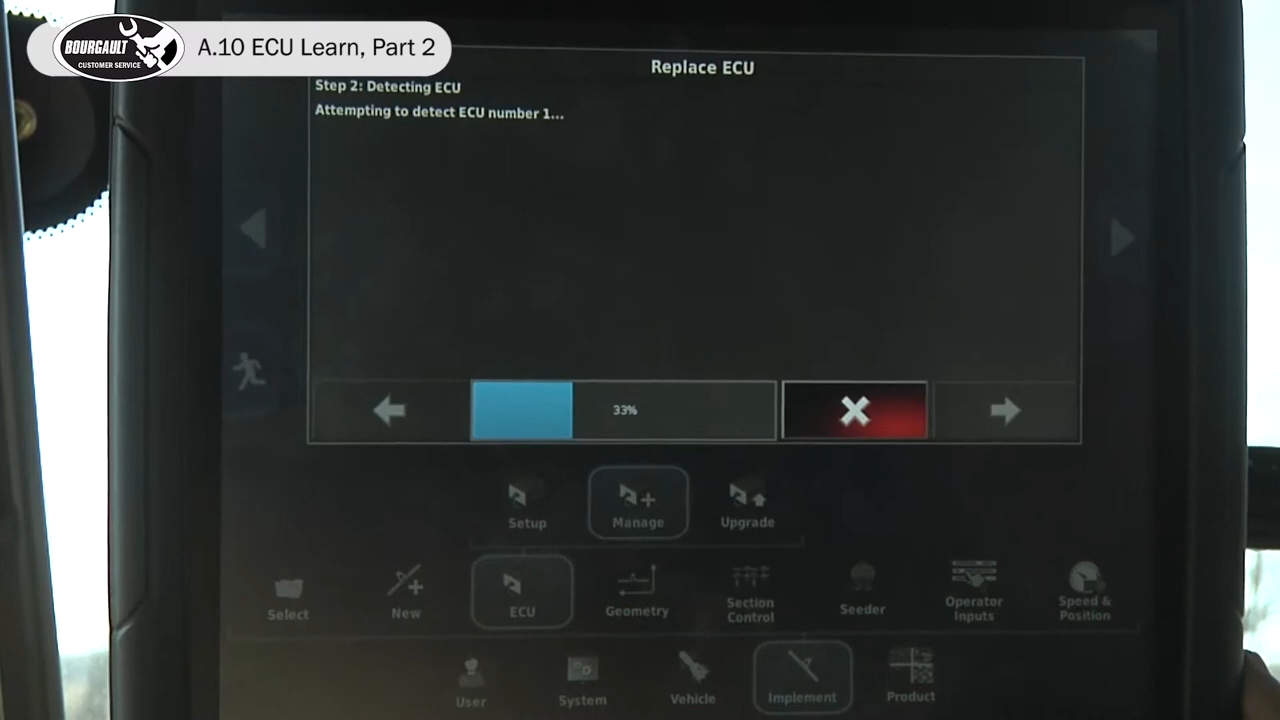 BOURGAULT
CUSTOMER SERVICE
A.10 ECU Learn, Part 2
Replace ECU
Step 2: Detecting ECU
Attempting to detect ECU number 1...
33%
Setup
Manage
Upgrade
Select
New
ECU
Geometry
Section
Control
Seeder
Operator
Inputs
Speed &
Position
User
System
Vehicle
Implement
Product